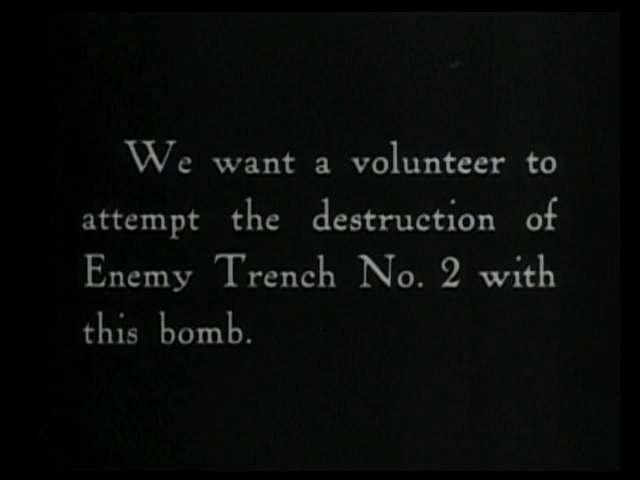 We want a volunteer to
attempt the destruction of
Enemy Trench No. 2 with
this bomb.